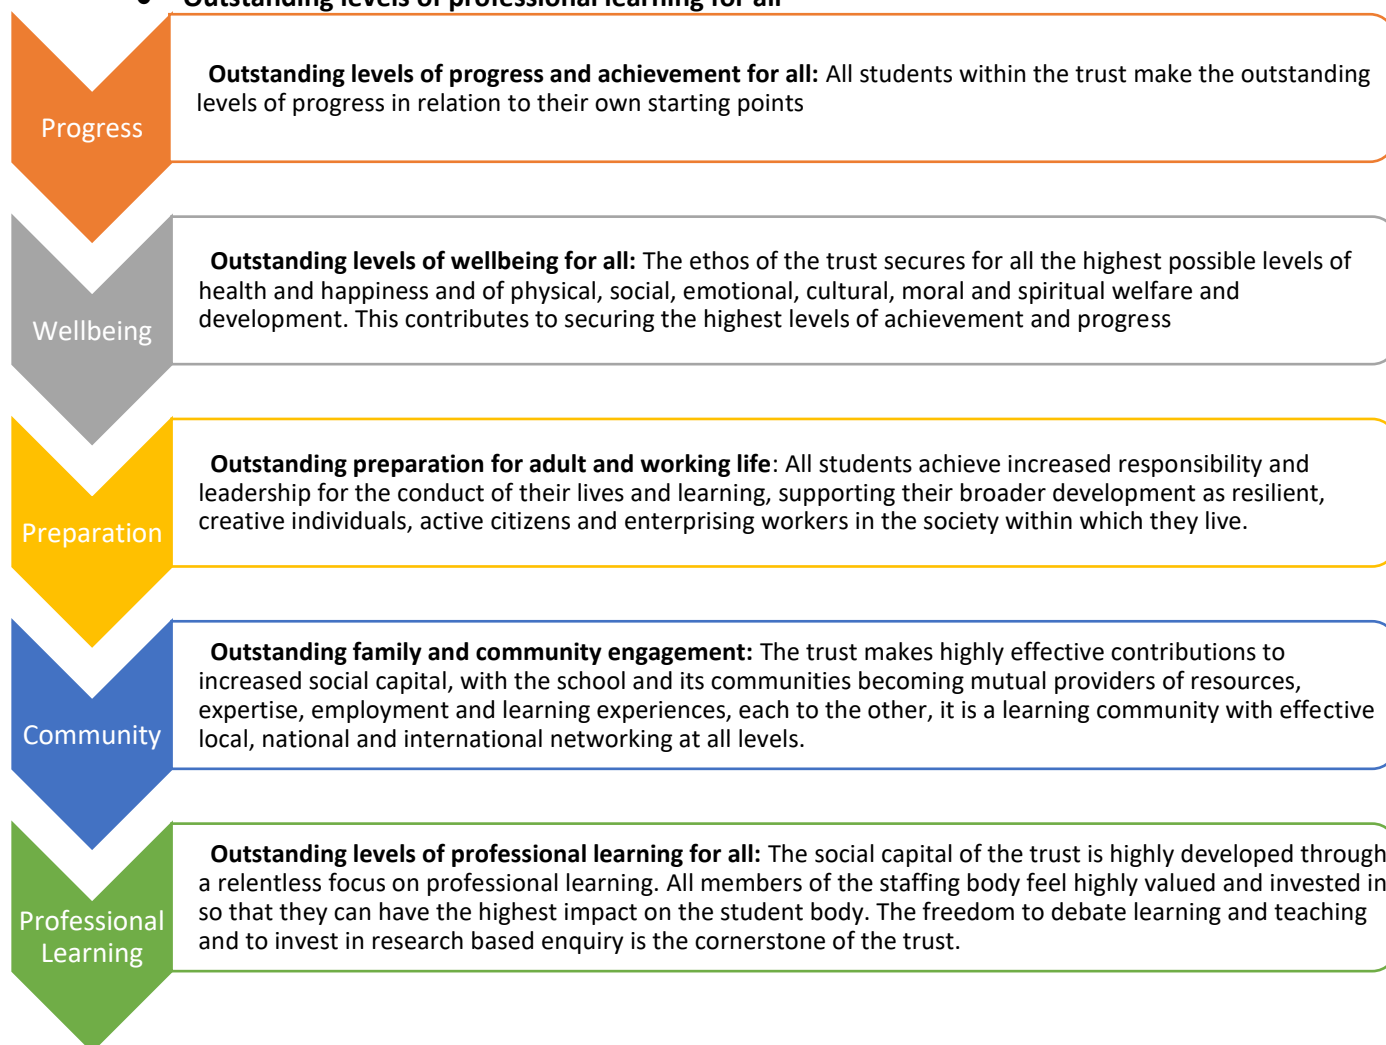 ● Outstanding levels of professional learning for all
Progress
Outstanding levels of progress and achievement for all: All students within the trust make the outstanding
levels of progress in relation to their own starting points
Wellbeing
Outstanding levels of wellbeing for all: The ethos of the trust secures for all the highest possible levels of
health and happiness and of physical, social, emotional, cultural, moral and spiritual welfare and
development. This contributes to securing the highest levels of achievement and progress
Preparation
Outstanding preparation for adult and working life: All students achieve increased responsibility and
leadership for the conduct of their lives and learning, supporting their broader development as resilient,
creative individuals, active citizens and enterprising workers in the society within which they live.
Community
Outstanding family and community engagement: The trust makes highly effective contributions to
increased social capital, with the school and its communities becoming mutual providers of resources,
expertise, employment and learning experiences, each to the other, it is a learning community with effective
local, national and international networking at all levels.
Professional
Learning
Outstanding levels of professional learning for all: The social capital of the trust is highly developed through
a relentless focus on professional learning. All members of the staffing body feel highly valued and invested in
so that they can have the highest impact on the student body. The freedom to debate learning and teaching
and to invest in research based enquiry is the cornerstone of the trust.